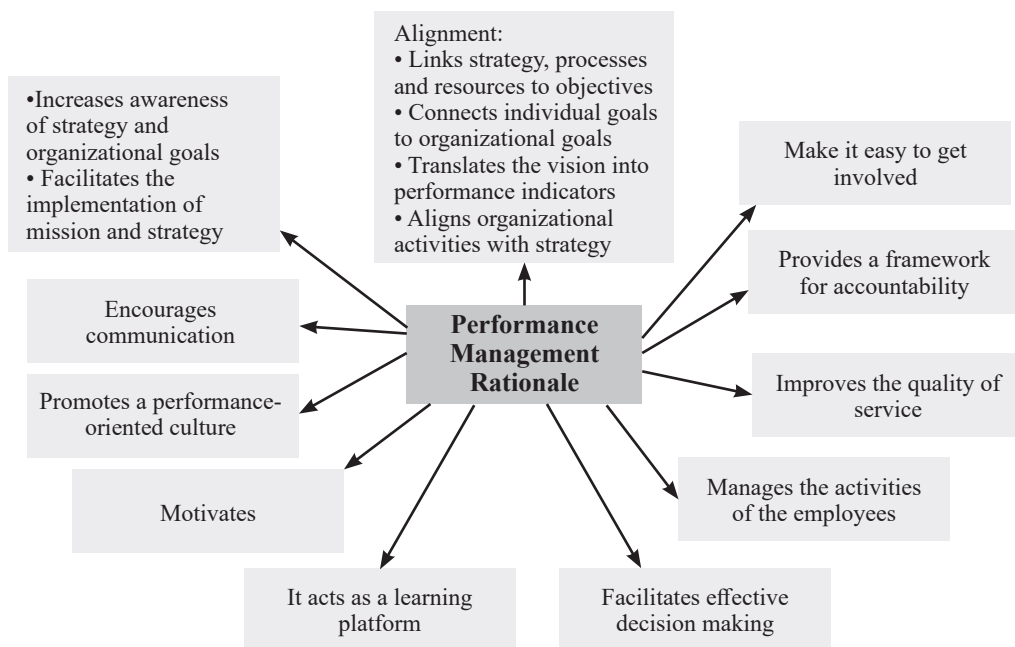 Alignment:
• Links strategy, processes
and resources to objectives
• Connects individual goals
to organizational goals
• Translates the vision into
performance indicators
• Aligns organizational
activities with strategy
•Increases awareness
of strategy and
organizational goals
• Facilitates the
implementation of
mission and strategy
Make it easy to get
involved
Provides a framework
for accountability
Encourages
communication
Performance
Management
Rationale
Promotes a performance-
oriented culture
Improves the quality of
service
Motivates
Manages the activities
of the employees
It acts as a learning
platform
Facilitates effective
decision making